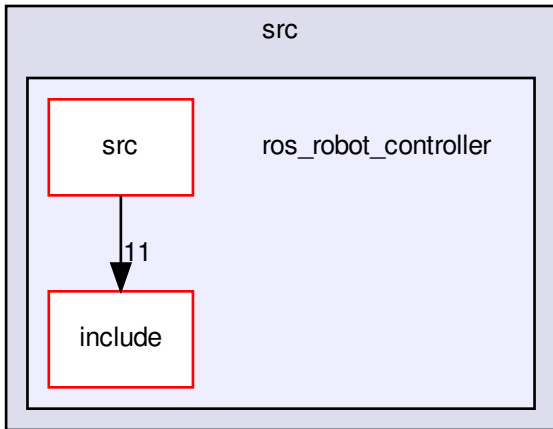 src
src
ros_robot_controller
11
include